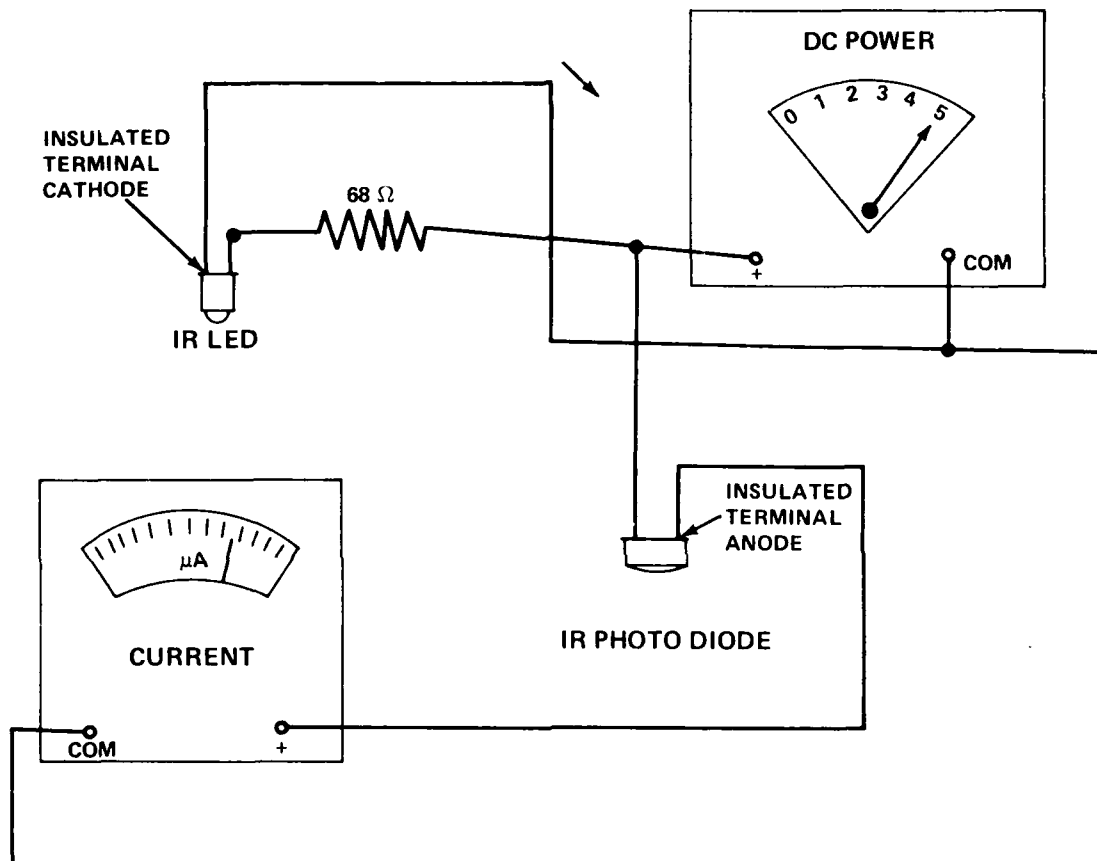 DC POWER
0 1 2 3 4 5
+
COM
INSULATED
TERMINAL
CATHODE
68 Ω
IR LED
INSULATED
TERMINAL
ANODE
IR PHOTO DIODE
μA
CURRENT
COM
+